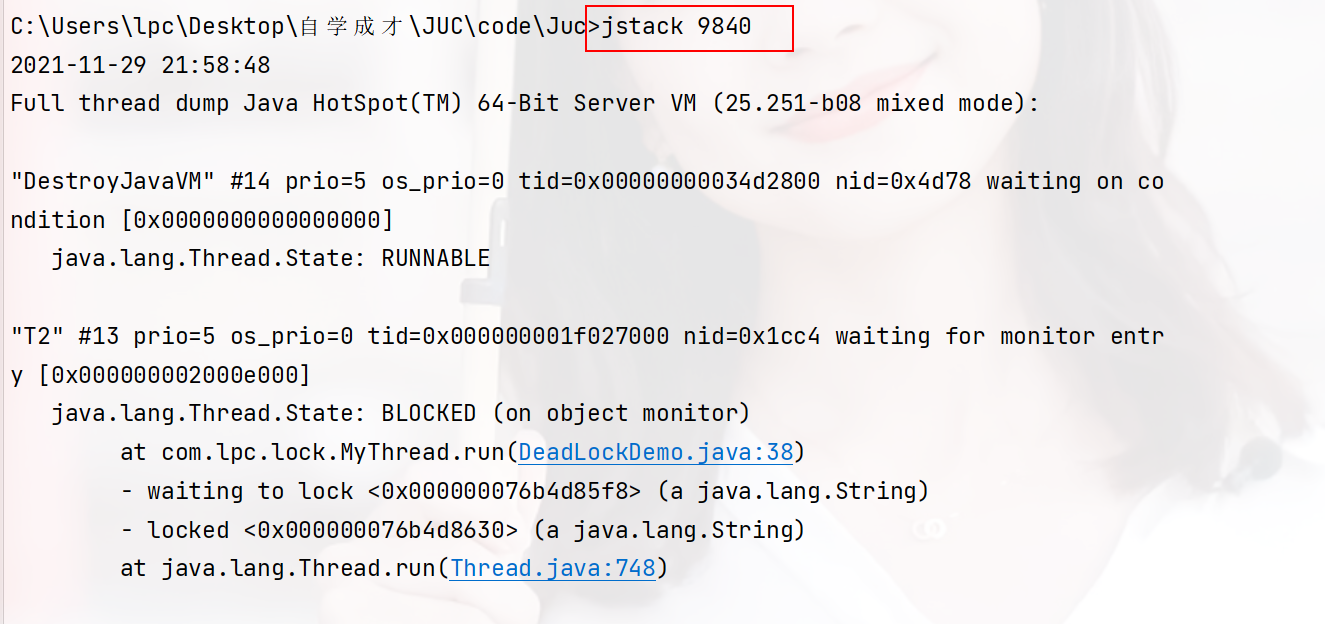 C:\Users\lpc\Desktop\自学成才\JUC\code\Juc>jstack 9840
2021-11-29 21:58:48
Full thread dump Java HotSpot(TM) 64-Bit Server VM (25.251-b08 mixed mode):
"DestroyJavaVM" #14 prio=5 os_prio=0 tid=0x00000000034d2800 nid=0x4d78 waiting on co
ndition [0x0000000000000000]
   java.lang.Thread.State: RUNNABLE
"T2" #13 prio=5 os_prio=0 tid=0x000000001f027000 nid=0x1cc4 waiting for monitor entr
y [0x000000002000e000]
   java.lang.Thread.State: BLOCKED (on object monitor)
        at com.lpc.lock.MyThread.run(DeadLockDemo.java:38)
        - waiting to lock <0x000000076b4d85f8> (a java.lang.String)
        - locked <0x000000076b4d8630> (a java.lang.String)
        at java.lang.Thread.run(Thread.java:748)